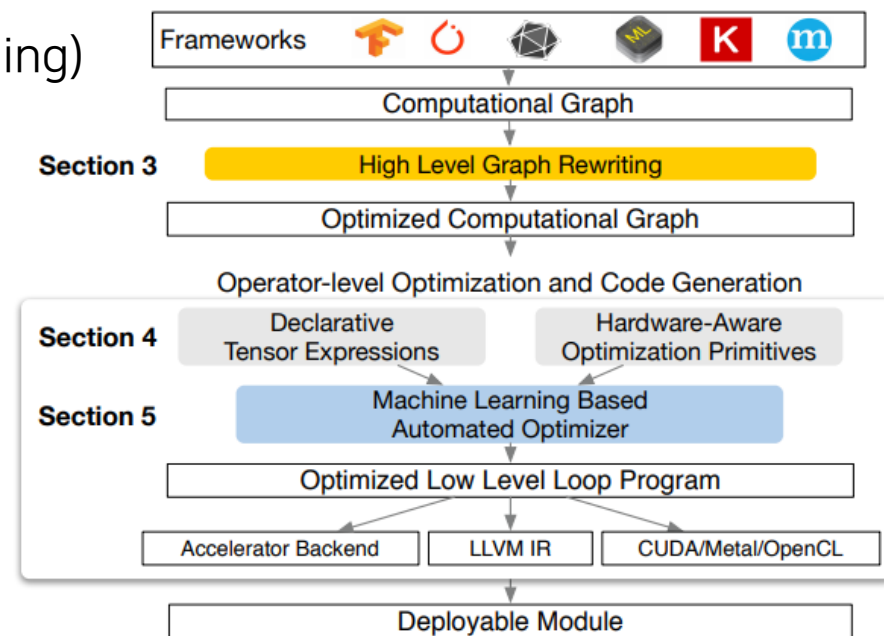 ing)
Frameworks
ML
K
m
Computational Graph
Section 3
High Level Graph Rewriting
Optimized Computational Graph
Operator-level Optimization and Code Generation
Section 4
Declarative
Tensor Expressions
Hardware-Aware
Optimization Primitives
Section 5
Machine Learning Based
Automated Optimizer
Optimized Low Level Loop Program
Accelerator Backend
LLVM IR
CUDA/Metal/OpenCL
Deployable Module